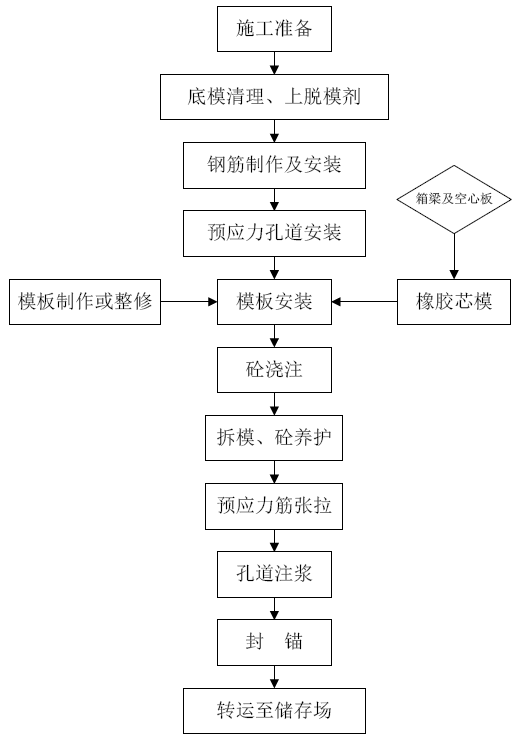 施工准备
底模清理、上脱模剂
钢筋制作及安装
箱梁及空心板
预应力孔道安装
模板制作或整修
模板安装
橡胶芯模
砼浇注
拆模、砼养护
预应力筋张拉
孔道注浆
封　锚
转运至储存场